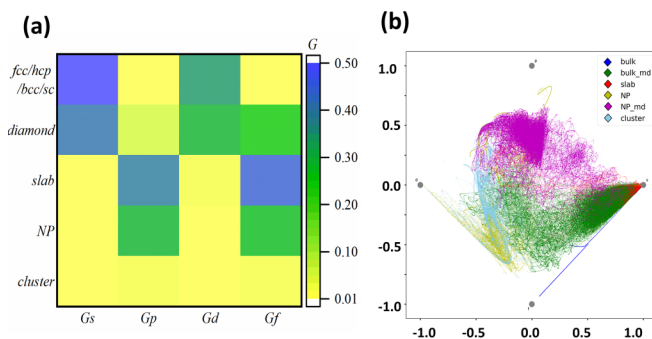 (a)
G
fcc/hcp
/bcc/sc
diamond
slab
NP
cluster
0.50
0.40
0.30
0.20
0.10
0.01
Gs Gp Gd Gf
(b)
bulk
bulk_md
slab
NP
NP_md
cluster
1.0
0.5
0.0
-0.5
-1.0
-1.0 -0.5 0.0 0.5 1.0